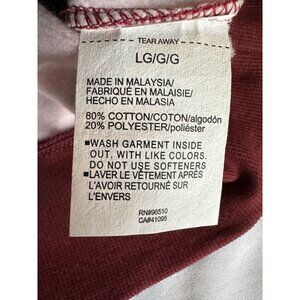 TEAR AWAY
LG/G/G
MADE IN MALAYSIA/
FABRIQUÉ EN MALAISIE/
HECHO EN MALASIA
80% COTTON/COTON/algodón
20% POLYESTER/poliéster
■WASH GARMENT INSIDE
OUT, WITH LIKE COLORS.
DO NOT USE SOFTENERS
■LAVER LE VÊTEMENT APRÈS
L'AVOIR RETOURNÉ SUR
L'ENVERS
RN#96510
CA#41095